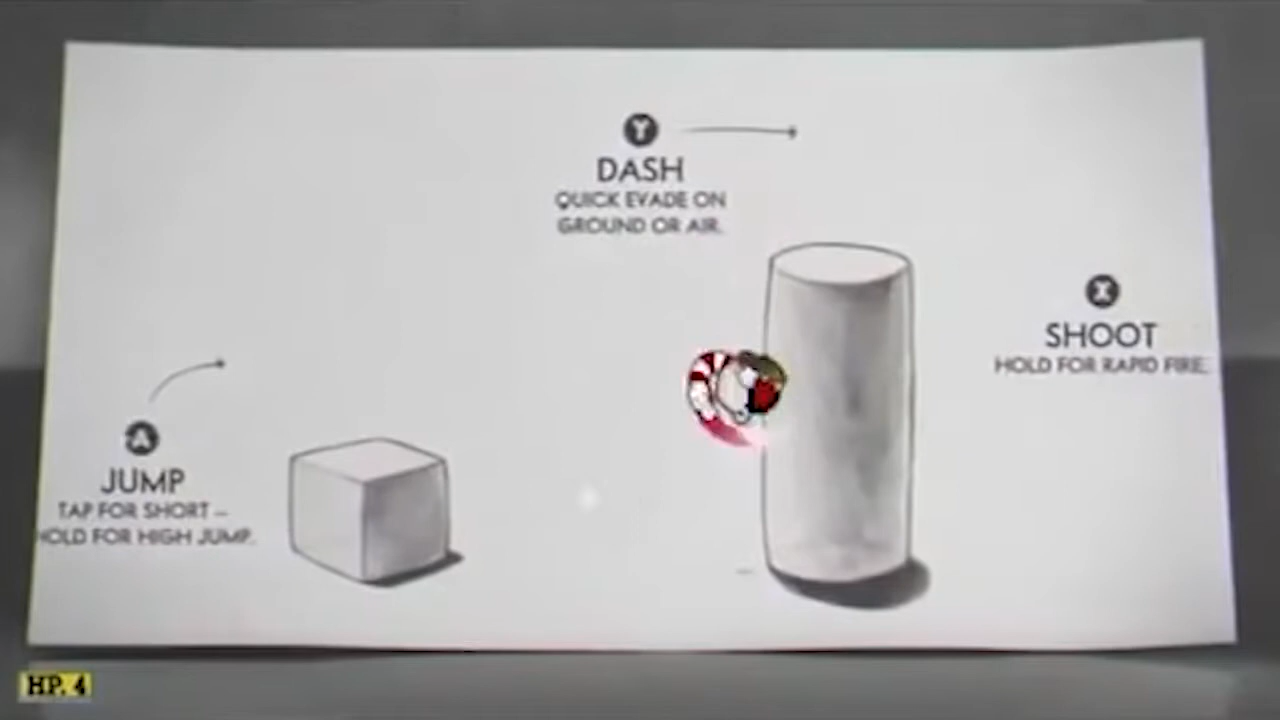 Y
DASH
QUICK EVADE ON
GROUND OR AIR.
X
SHOOT
HOLD FOR RAPID FIRE.
A
JUMP
TAP FOR SHORT –
HOLD FOR HIGH JUMP.
HP. 4